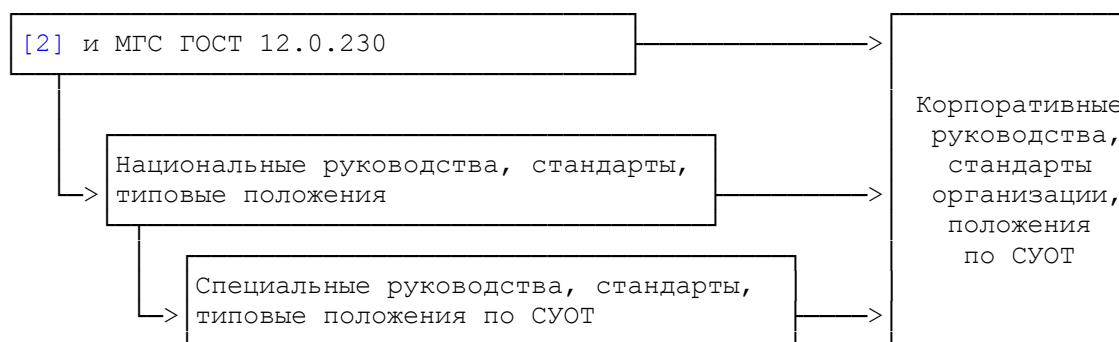 [2] и МГС ГОСТ 12.0.230
Корпоративные
руководства,
стандарты
организации,
положения
по СУОТ
Национальные руководства, стандарты,
типовые положения
Специальные руководства, стандарты,
типовые положения по СУОТ